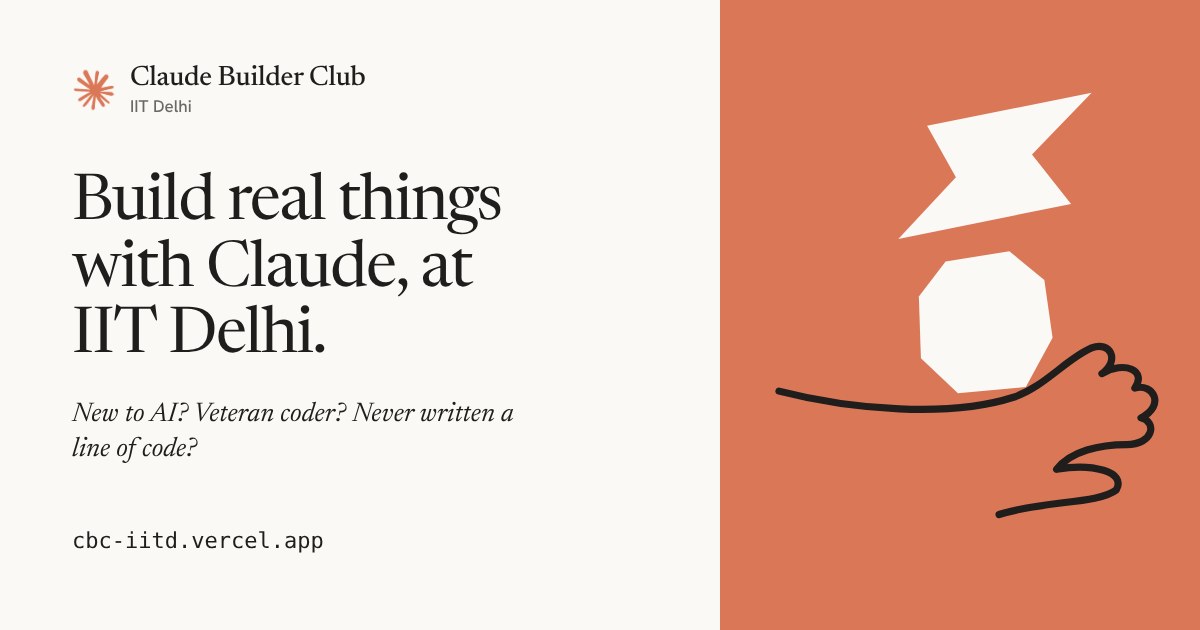 Claude Builder Club
IIT Delhi
Build real things
with Claude, at
IIT Delhi.
New to AI? Veteran coder? Never written a
line of code?
cbc-iitd.vercel.app